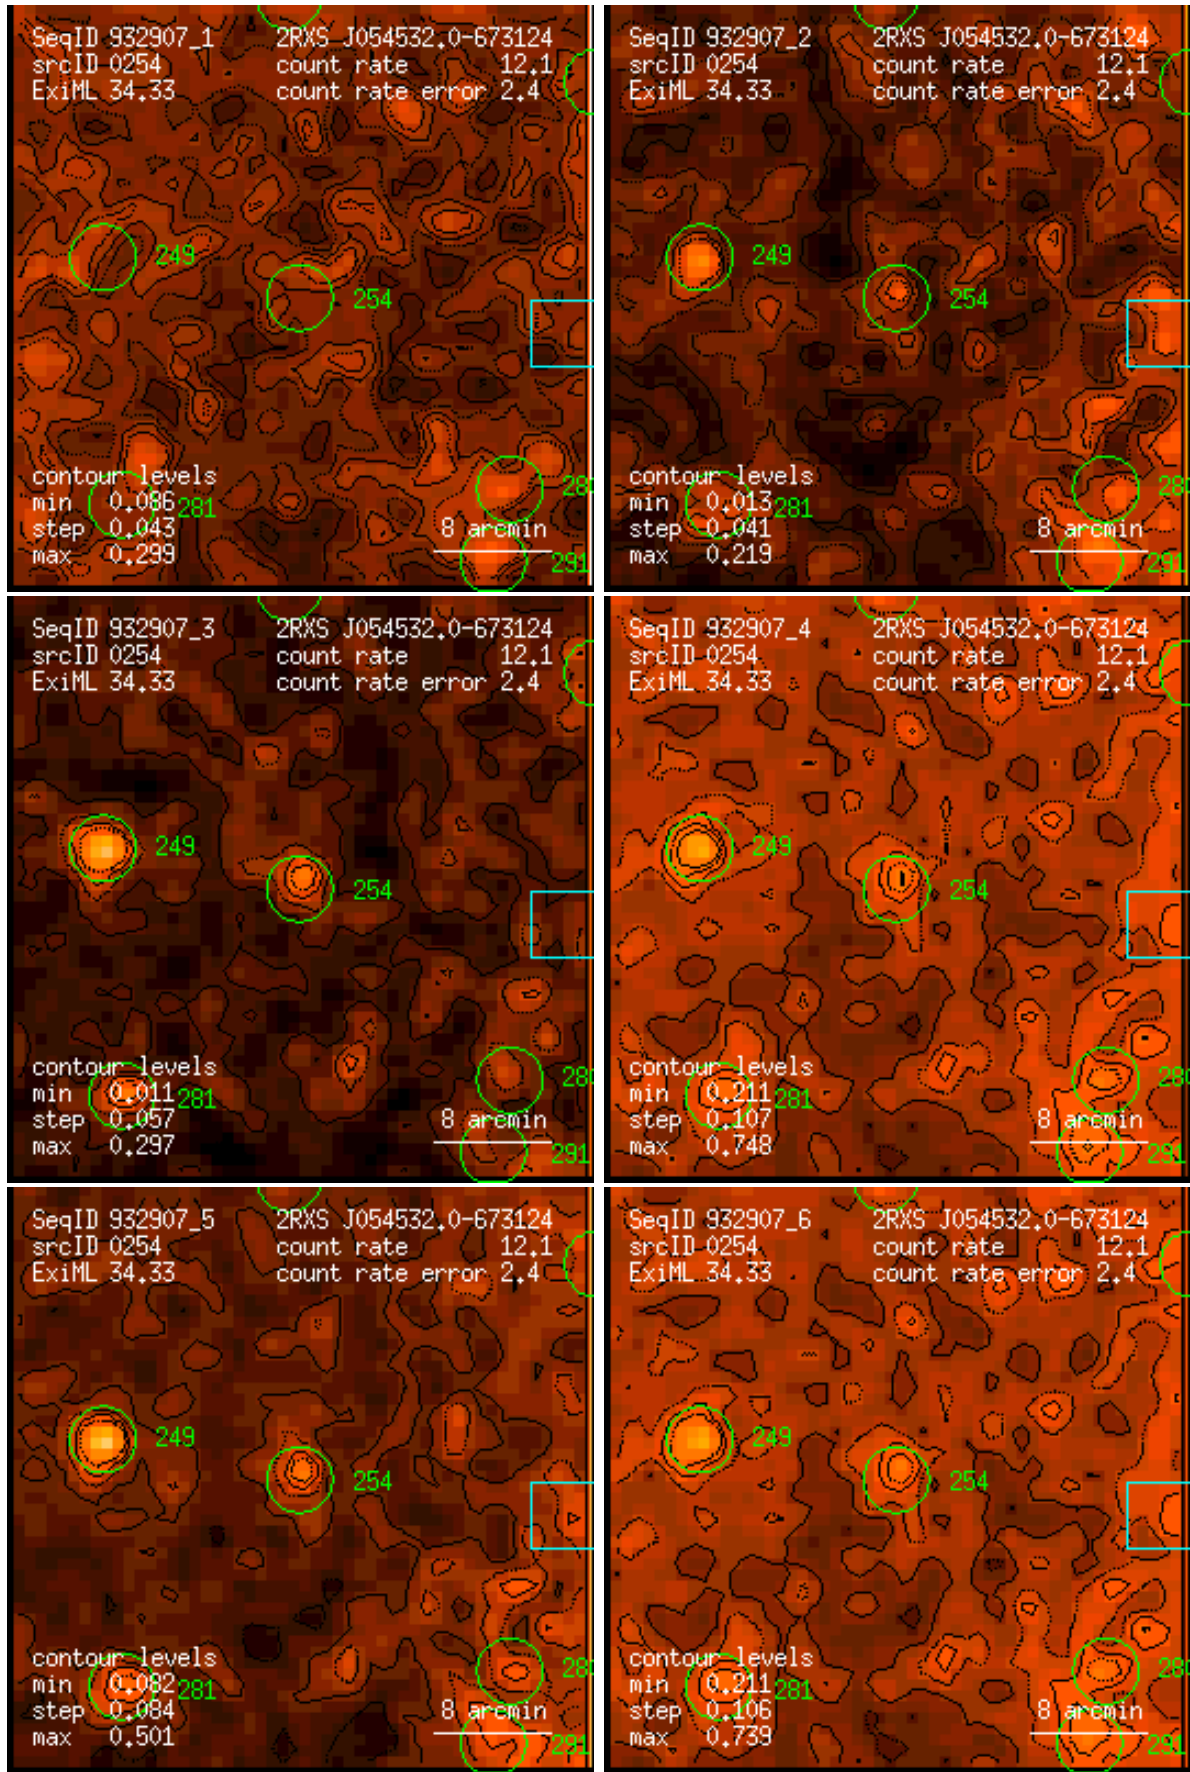 SeqID 932907_1 2RXS J054532.0-673124
srcID 0254 count rate 12.1
ExiML 34.33 count rate error 2.4
249
254
contour levels
min 0.086 281 28
step 0.043 8 arcmin
max 0.299 291
SeqID 932907_2 2RXS J054532.0-673124
srcID 0254 count rate 12.1
ExiML 34.33 count rate error 2.4
249
254
contour levels
min 0.013 281 28
step 0.041 8 arcmin
max 0.219 291
SeqID 932907_3 2RXS J054532.0-673124
srcID 0254 count rate 12.1
ExiML 34.33 count rate error 2.4
249
254
contour levels
min 0.011 281 28
step 0.057 8 arcmin
max 0.297 291
SeqID 932907_4 2RXS J054532.0-673124
srcID 0254 count rate 12.1
ExiML 34.33 count rate error 2.4
249
254
contour levels
min 0.211 281 28
step 0.107 8 arcmin
max 0.748 291
SeqID 932907_5 2RXS J054532.0-673124
srcID 0254 count rate 12.1
ExiML 34.33 count rate error 2.4
249
254
contour levels
min 0.082 281 28
step 0.084 8 arcmin
max 0.501 291
SeqID 932907_6 2RXS J054532.0-673124
srcID 0254 count rate 12.1
ExiML 34.33 count rate error 2.4
249
254
contour levels
min 0.211 281 28
step 0.106 8 arcmin
max 0.739 291